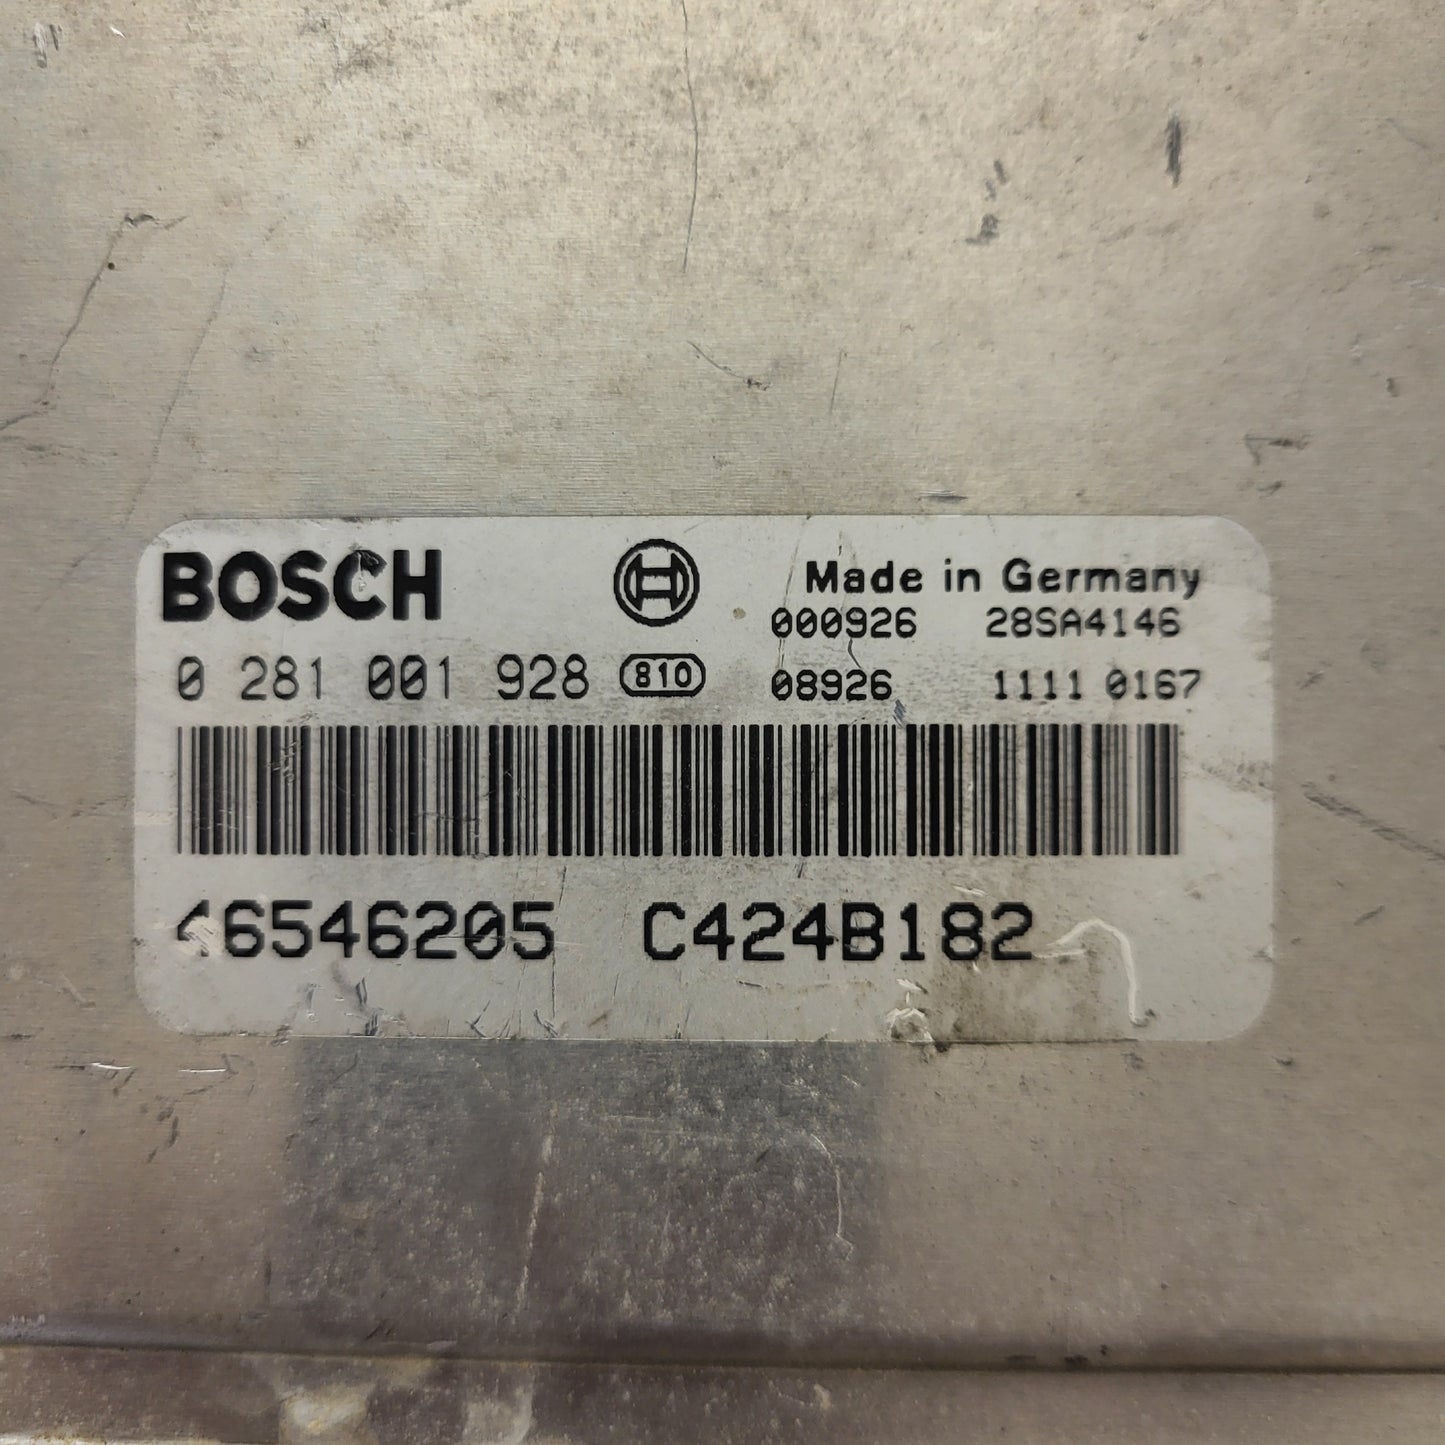 BOSCH Made in Germany
000926 28SA4146
0 281 001 928 810 08926 1111 0167
46546205 C424B182